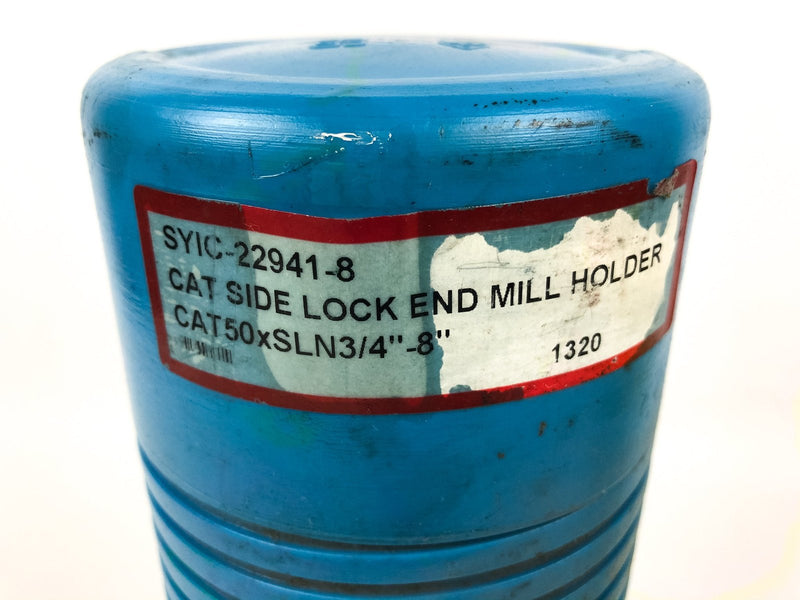 SYIC-22941-8
CAT SIDE LOCK END MILL HOLDER
CAT50xSLN3/4"-8"
1320